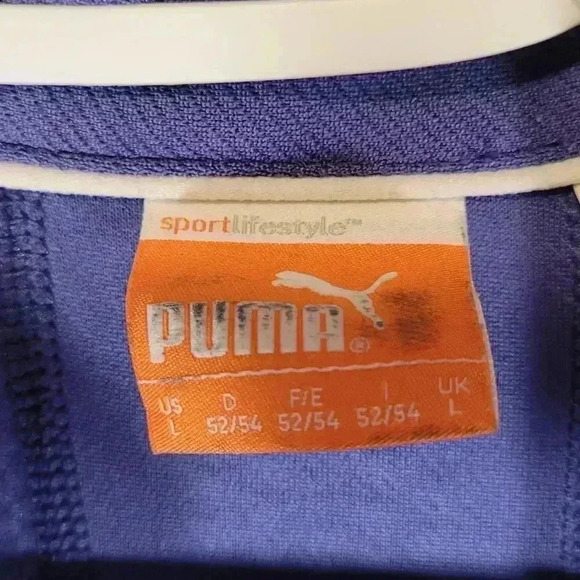 sportlifestyle™
PUMA®
US D F/E I UK
L 52/54 52/54 52/54 L